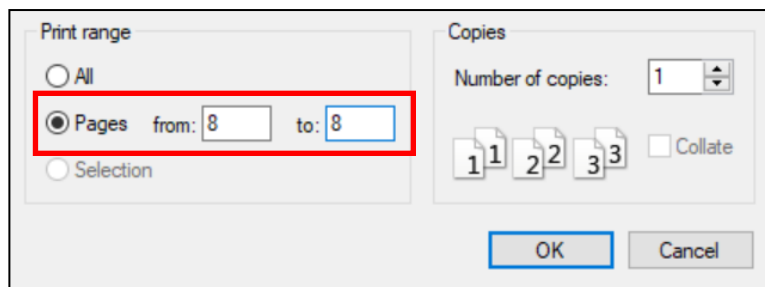 Print range
All
Pages from: 8 to: 8
Selection
Copies
Number of copies: 1
1 1 2 2 3 3 Collate
OK Cancel